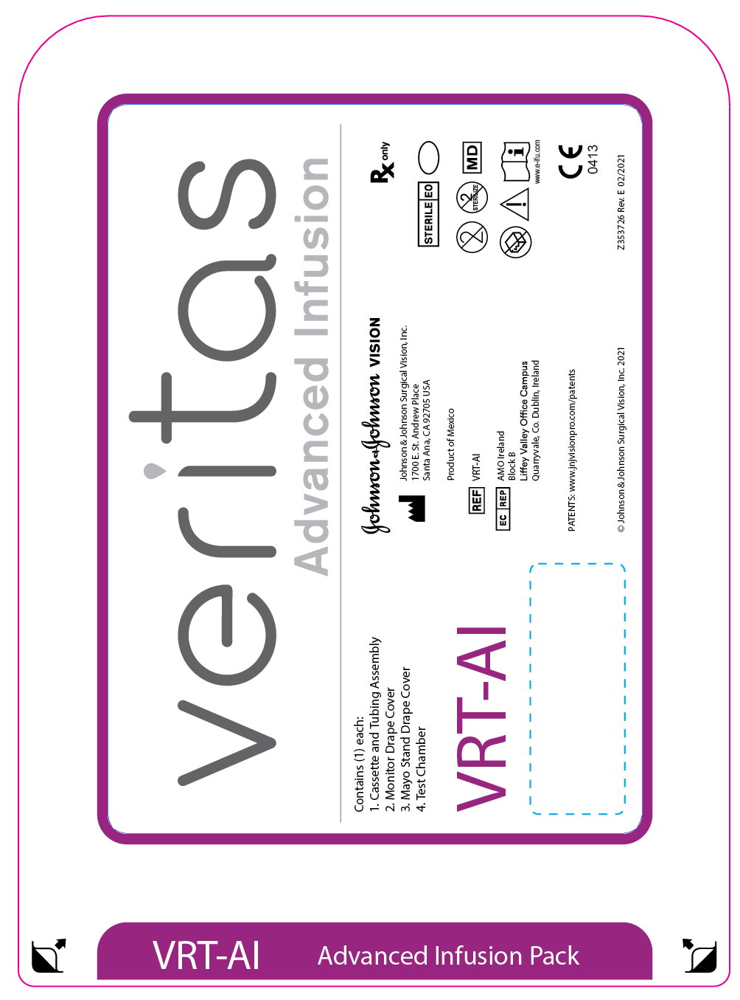 veritas
Advanced Infusion
Contains (1) each:
1. Cassette and Tubing Assembly
2. Monitor Drape Cover
3. Mayo Stand Drape Cover
4. Test Chamber
VRT-AI
Johnson & Johnson VISION
Johnson & Johnson Surgical Vision, Inc.
1700 E. St. Andrew Place
Santa Ana, CA 92705 USA
Product of Mexico
REF VRT-AI
EC REP AMO Ireland
Block B
Liffey Valley Office Campus
Quarryvale, Co. Dublin, Ireland
PATENTS: www.jnjvisionpro.com/patents
© Johnson & Johnson Surgical Vision, Inc. 2021
Rx only
STERILE EO
2
2 STERILIZE
MD
i
www.e-ifu.com
CE
0413
Z353726 Rev. E 02/2021
VRT-AI Advanced Infusion Pack